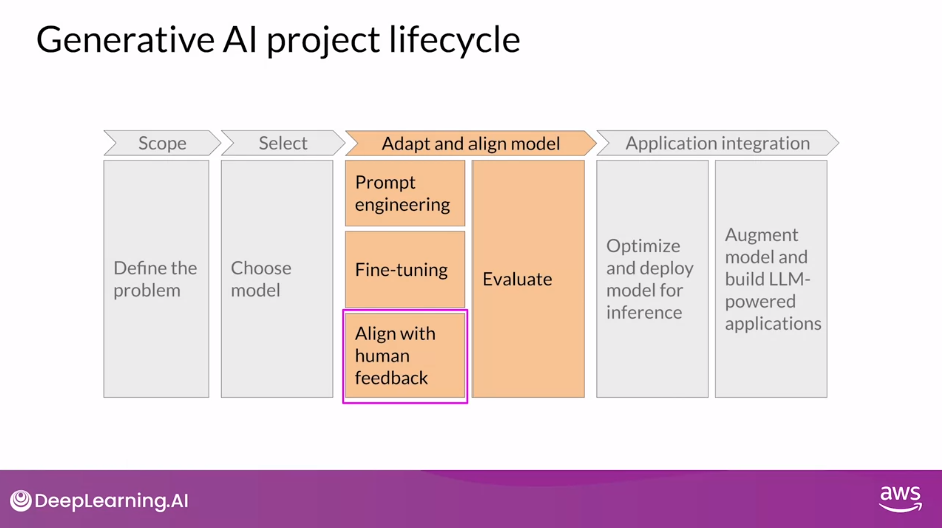 Generative AI project lifecycle
Scope
Select
Adapt and align model
Application integration
Define the
problem
Choose
model
Prompt
engineering
Fine-tuning
Align with
human
feedback
Evaluate
Optimize
and deploy
model for
inference
Augment
model and
build LLM-
powered
applications
DeepLearning.AI
aws